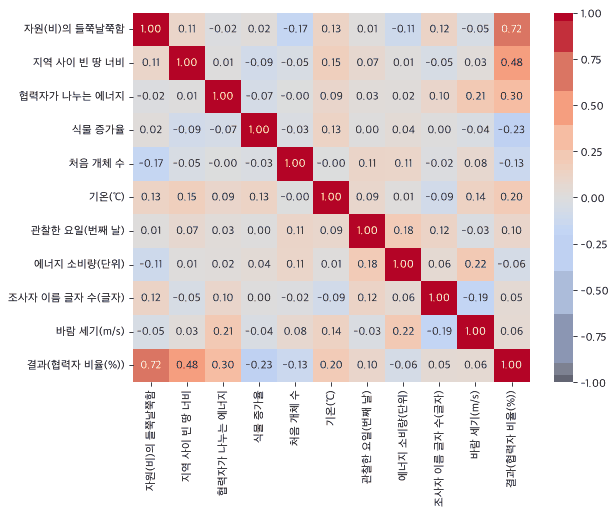 자원(비)의 들쭉날쭉함 1.00 0.11 -0.02 0.02 -0.17 0.13 0.01 -0.11 0.12 -0.05 0.72
지역 사이 빈 땅 너비 0.11 1.00 0.01 -0.09 -0.05 0.15 0.07 0.01 -0.05 0.03 0.48
협력자가 나누는 에너지 -0.02 0.01 1.00 -0.07 -0.00 0.09 0.03 0.02 0.10 0.21 0.30
식물 증가율 0.02 -0.09 -0.07 1.00 -0.03 0.13 0.00 0.04 0.00 -0.04 -0.23
처음 개체 수 -0.17 -0.05 -0.00 -0.03 1.00 -0.00 0.11 0.11 -0.02 0.08 -0.13
기온(℃) 0.13 0.15 0.09 0.13 -0.00 1.00 0.09 0.01 -0.09 0.14 0.20
관찰한 요일(번째 날) 0.01 0.07 0.03 0.00 0.11 0.09 1.00 0.18 0.12 -0.03 0.10
에너지 소비량(단위) -0.11 0.01 0.02 0.04 0.11 0.01 0.18 1.00 0.06 0.22 -0.06
조사자 이름 글자 수(글자) 0.12 -0.05 0.10 0.00 -0.02 -0.09 0.12 0.06 1.00 -0.19 0.05
바람 세기(m/s) -0.05 0.03 0.21 -0.04 0.08 0.14 -0.03 0.22 -0.19 1.00 0.06
결과(협력자 비율(%)) 0.72 0.48 0.30 -0.23 -0.13 0.20 0.10 -0.06 0.05 0.06 1.00
자원(비)의 들쭉날쭉함
지역 사이 빈 땅 너비
협력자가 나누는 에너지
식물 증가율
처음 개체 수
기온(℃)
관찰한 요일(번째 날)
에너지 소비량(단위)
조사자 이름 글자 수(글자)
바람 세기(m/s)
결과(협력자 비율(%))
1.00
0.75
0.50
0.25
0.00
-0.25
-0.50
-0.75
-1.00